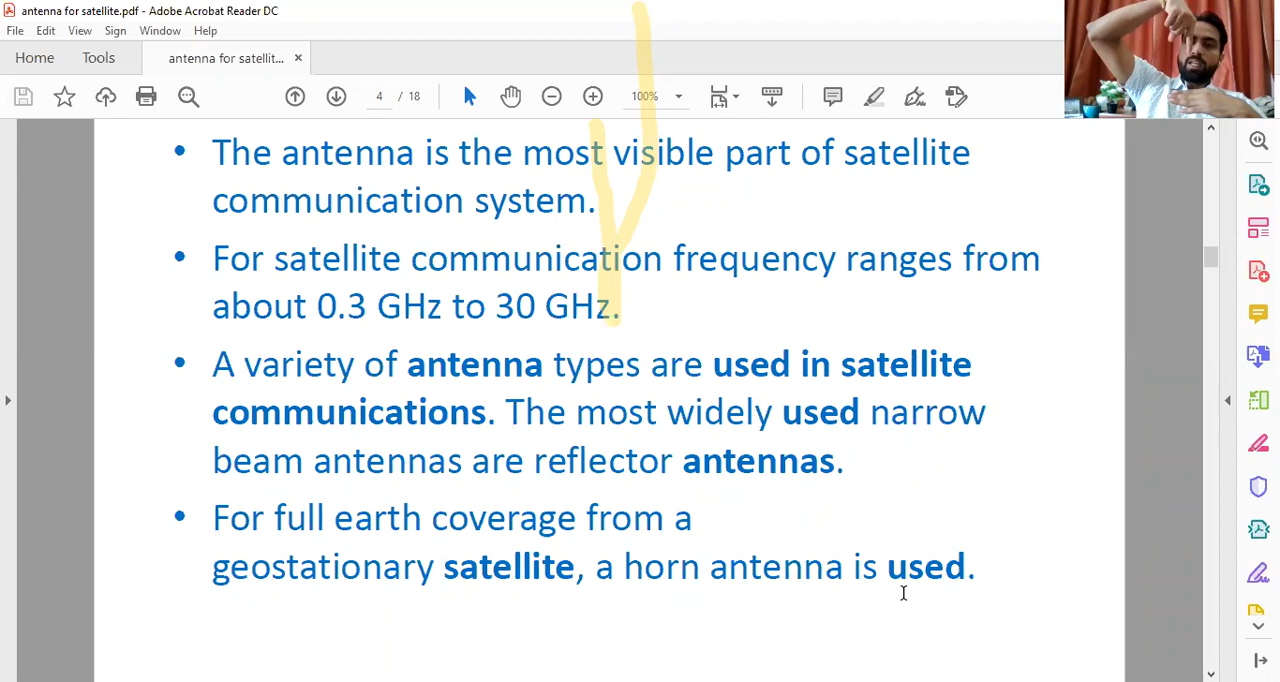 antenna for satellite.pdf - Adobe Acrobat Reader DC
File Edit View Sign Window Help
Home Tools antenna for satellit... ×
4 / 18 100%
• The antenna is the most visible part of satellite
communication system.
• For satellite communication frequency ranges from
about 0.3 GHz to 30 GHz.
• A variety of antenna types are used in satellite
communications. The most widely used narrow
beam antennas are reflector antennas.
• For full earth coverage from a
geostationary satellite, a horn antenna is used.